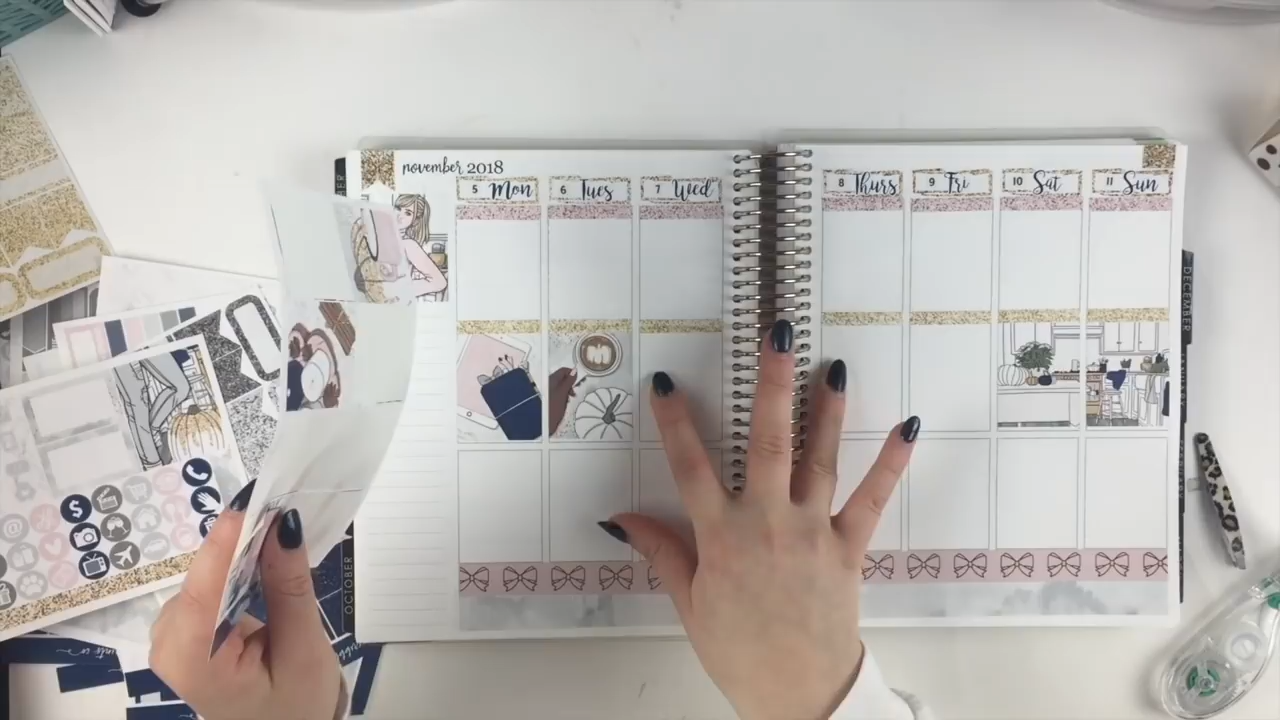 november 2018
5 Mon
6 Tues
7 Wed
8 Thurs
9 Fri
10 Sat
11 Sun
DECEMBER
OCTOBER
$
@